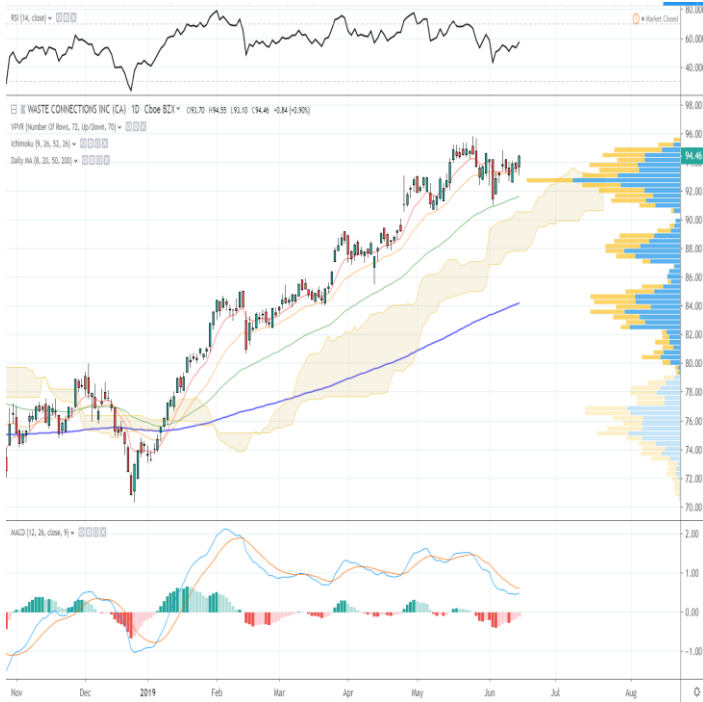 RSI (14, close)
Market Closed
80.000
60.000
40.000
WASTE CONNECTIONS INC (CA) · 1D · Cboe BZX O93.70 H94.55 L93.10 C94.46 +0.84 (+0.90%)
VPVR (Number Of Rows, 72, Up/Down, 70)
Ichimoku (9, 26, 52, 26)
Daily MA (8, 20, 50, 200)
98.00
96.00
94.46
92.00
90.00
88.00
86.00
84.00
82.00
80.00
78.00
76.00
74.00
72.00
70.00
MACD (12, 26, close, 9)
2.00
1.00
0.00
-1.00
Nov Dec 2019 Feb Mar Apr May Jun Jul Aug